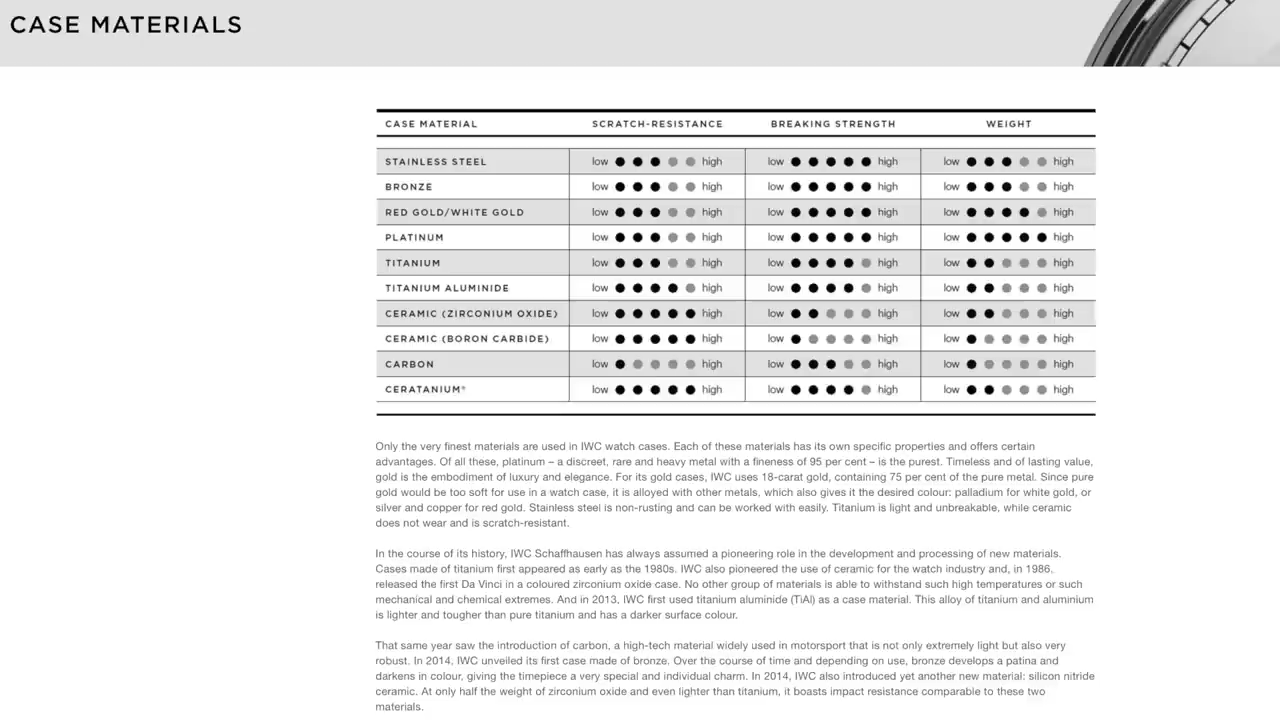 CASE MATERIALS
CASE MATERIAL SCRATCH-RESISTANCE BREAKING STRENGTH WEIGHT
STAINLESS STEEL low high low high low high
BRONZE low high low high low high
RED GOLD/WHITE GOLD low high low high low high
PLATINUM low high low high low high
TITANIUM low high low high low high
TITANIUM ALUMINIDE low high low high low high
CERAMIC (ZIRCONIUM OXIDE) low high low high low high
CERAMIC (BORON CARBIDE) low high low high low high
CARBON low high low high low high
CERATANIUM® low high low high low high
Only the very finest materials are used in IWC watch cases. Each of these materials has its own specific properties and offers certain
advantages. Of all these, platinum – a discreet, rare and heavy metal with a fineness of 95 per cent – is the purest. Timeless and of lasting value,
gold is the embodiment of luxury and elegance. For its gold cases, IWC uses 18-carat gold, containing 75 per cent of the pure metal. Since pure
gold would be too soft for use in a watch case, it is alloyed with other metals, which also gives it the desired colour: palladium for white gold, or
silver and copper for red gold. Stainless steel is non-rusting and can be worked with easily. Titanium is light and unbreakable, while ceramic
does not wear and is scratch-resistant.
In the course of its history, IWC Schaffhausen has always assumed a pioneering role in the development and processing of new materials.
Cases made of titanium first appeared as early as the 1980s. IWC also pioneered the use of ceramic for the watch industry and, in 1986,
released the first Da Vinci in a coloured zirconium oxide case. No other group of materials is able to withstand such high temperatures or such
mechanical and chemical extremes. And in 2013, IWC first used titanium aluminide (TiAl) as a case material. This alloy of titanium and aluminium
is lighter and tougher than pure titanium and has a darker surface colour.
That same year saw the introduction of carbon, a high-tech material widely used in motorsport that is not only extremely light but also very
robust. In 2014, IWC unveiled its first case made of bronze. Over the course of time and depending on use, bronze develops a patina and
darkens in colour, giving the timepiece a very special and individual charm. In 2014, IWC also introduced yet another new material: silicon nitride
ceramic. At only half the weight of zirconium oxide and even lighter than titanium, it boasts impact resistance comparable to these two
materials.